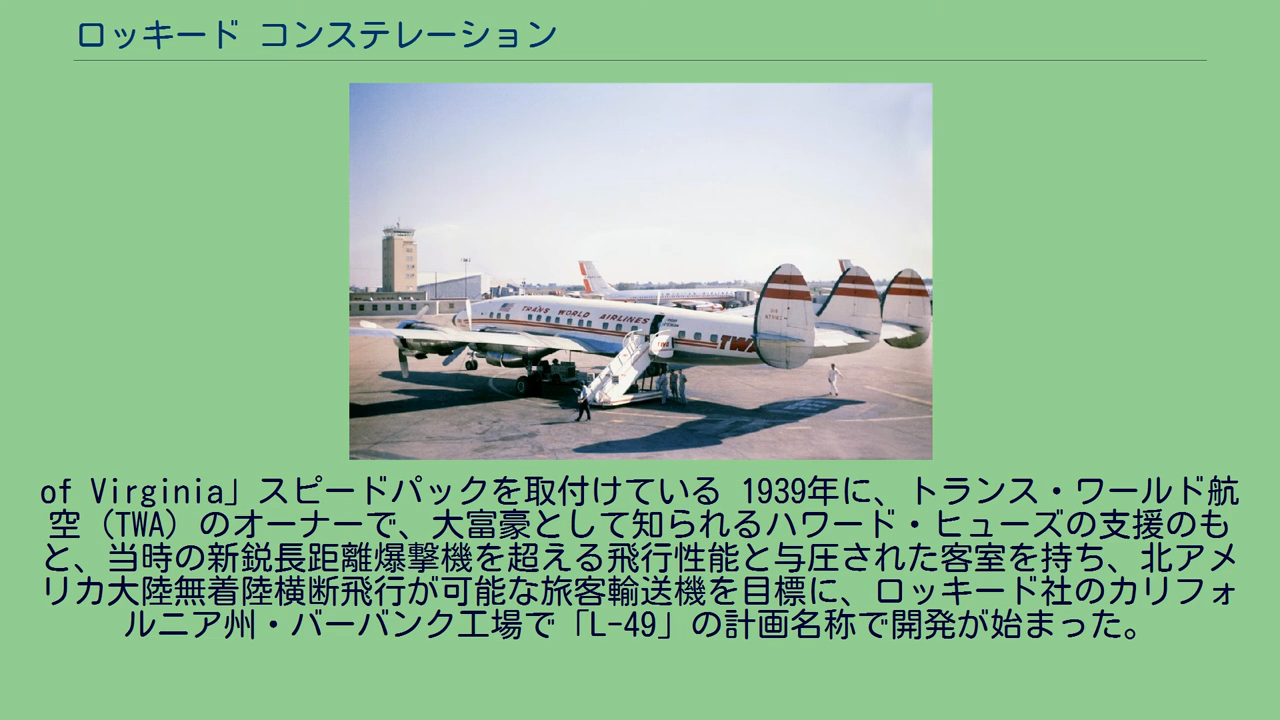 ロッキード コンステレーション
TRANS WORLD AIRLINES
TWA
of Virginia」スピードパックを取付けている 1939年に、トランス・ワールド航
空（TWA）のオーナーで、大富豪として知られるハワード・ヒューズの支援のも
と、当時の新鋭長距離爆撃機を超える飛行性能と与圧された客室を持ち、北アメ
リカ大陸無着陸横断飛行が可能な旅客輸送機を目標に、ロッキード社のカリフォ
ルニア州・バーバンク工場で「L-49」の計画名称で開発が始まった。